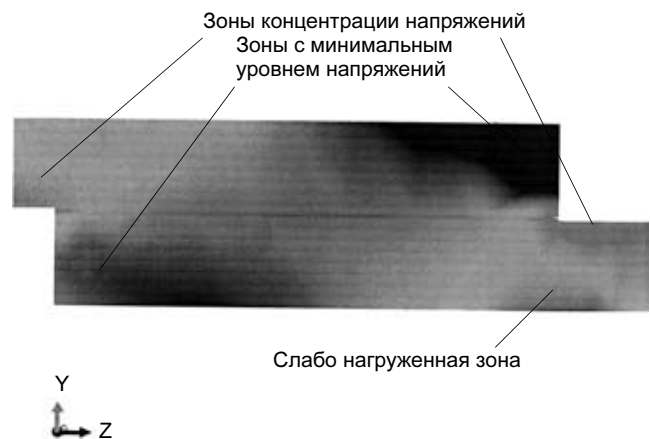 Зоны концентрации напряжений
Зоны с минимальным
уровнем напряжений
Слабо нагруженная зона
Y
Z